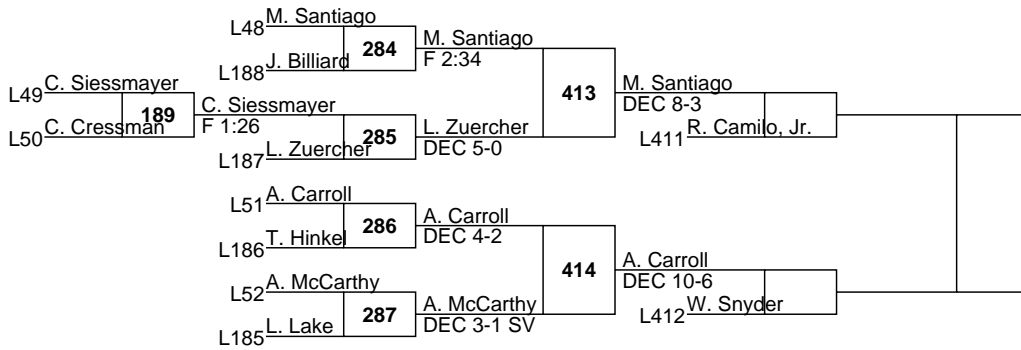 M. Santiago
L48
284
M. Santiago
F 2:34
J. Billiard
L188
C. Siessmayer
L49
189
C. Siessmayer
F 1:26
C. Cressman
L50
413
M. Santiago
DEC 8-3
R. Camilo, Jr.
L411
285
L. Zuercher
DEC 5-0
L. Zuercher
L187
A. Carroll
L51
286
A. Carroll
DEC 4-2
T. Hinkel
L186
414
A. Carroll
DEC 10-6
W. Snyder
L412
A. McCarthy
L52
287
A. McCarthy
DEC 3-1 SV
L. Lake
L185